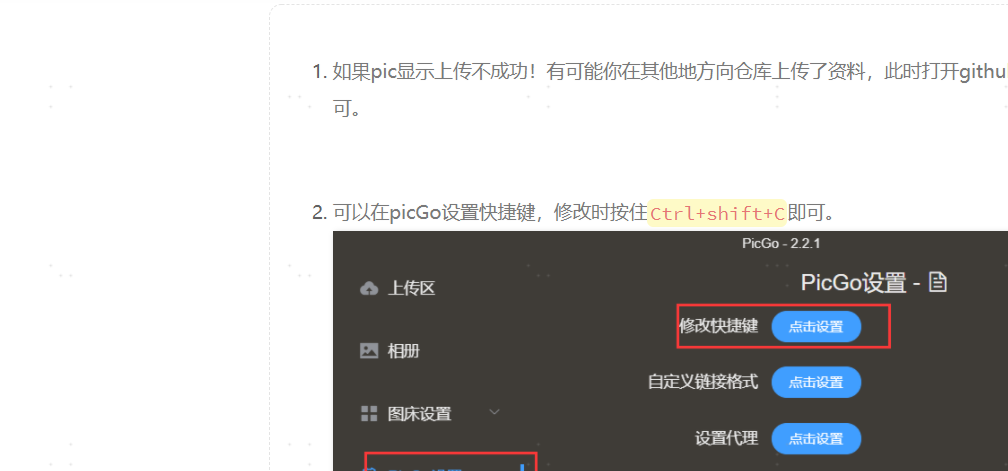 1. 如果pic显示上传不成功！有可能你在其他地方向仓库上传了资料，此时打开githu
可。
2. 可以在picGo设置快捷键，修改时按住Ctrl+shift+C即可。
PicGo - 2.2.1
PicGo设置 -
上传区
修改快捷键 点击设置
相册
自定义链接格式 点击设置
图床设置
设置代理 点击设置